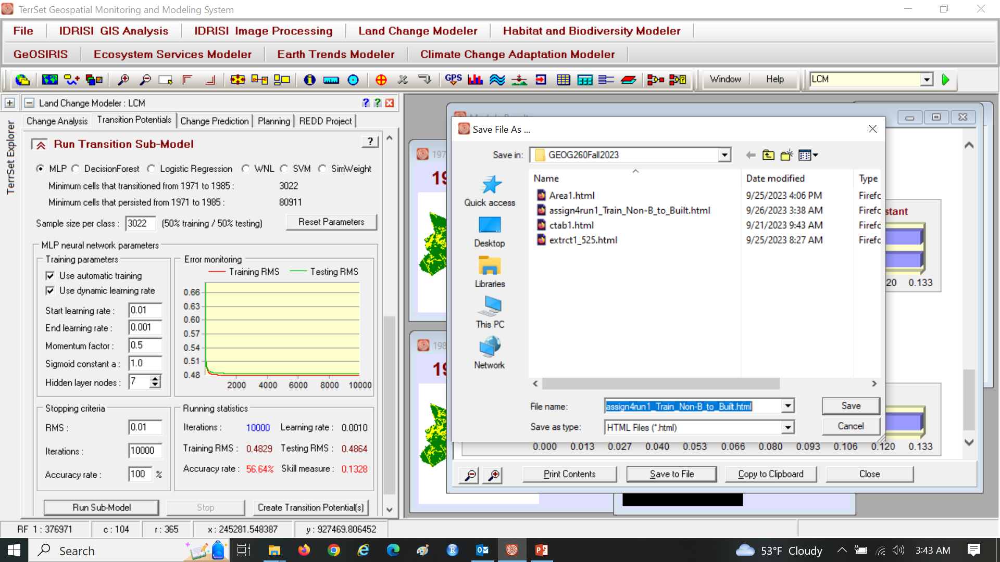 TerrSet Geospatial Monitoring and Modeling System
File IDRISI GIS Analysis IDRISI Image Processing Land Change Modeler Habitat and Biodiversity Modeler
GeOSIRIS Ecosystem Services Modeler Earth Trends Modeler Climate Change Adaptation Modeler
GPS Window Help LCM
TerrSet Explorer
Land Change Modeler : LCM
Change Analysis Transition Potentials Change Prediction Planning REDD Project
Run Transition Sub-Model ?
MLP DecisionForest Logistic Regression WNL SVM SimWeight
Minimum cells that transitioned from 1971 to 1985 : 3022
Minimum cells that persisted from 1971 to 1985 : 80911
Sample size per class : 3022 (50% training / 50% testing) Reset Parameters
MLP neural network parameters
Training parameters
Use automatic training
Use dynamic learning rate
Start learning rate : 0.01
End learning rate : 0.001
Momentum factor : 0.5
Sigmoid constant a : 1.0
Hidden layer nodes : 7
Error monitoring
Training RMS Testing RMS
0.66
0.63
0.60
0.57
0.54
0.51
0.48
2000 4000 6000 8000 10000
Stopping criteria
RMS : 0.01
Iterations : 10000
Accuracy rate : 100 %
Running statistics
Iterations : 10000 Learning rate : 0.0010
Training RMS : 0.4829 Testing RMS : 0.4864
Accuracy rate : 56.64% Skill measure : 0.1328
Run Sub-Model Stop Create Transition Potential(s)
197
19
198
19
Save File As ...
Save in: GEOG260Fall2023
Quick access
Desktop
Libraries
This PC
Network
Name Date modified Type
Area1.html 9/25/2023 4:06 PM Firefc
assign4run1_Train_Non-B_to_Built.html 9/26/2023 3:38 AM Firefc
ctab1.html 9/21/2023 9:43 AM Firefc
extrct1_525.html 9/25/2023 8:27 AM Firefc
File name: assign4run1_Train_Non-B_to_Built.html Save
Save as type: HTML Files (*.html) Cancel
stant
20 0.133
0.000 0.013 0.027 0.040 0.053 0.066 0.080 0.093 0.106 0.120 0.133
Print Contents Save to File Copy to Clipboard Close
RF 1 : 376971 c : 104 r : 365 x : 245281.548387 y : 927469.806452
Search 53°F Cloudy 3:43 AM